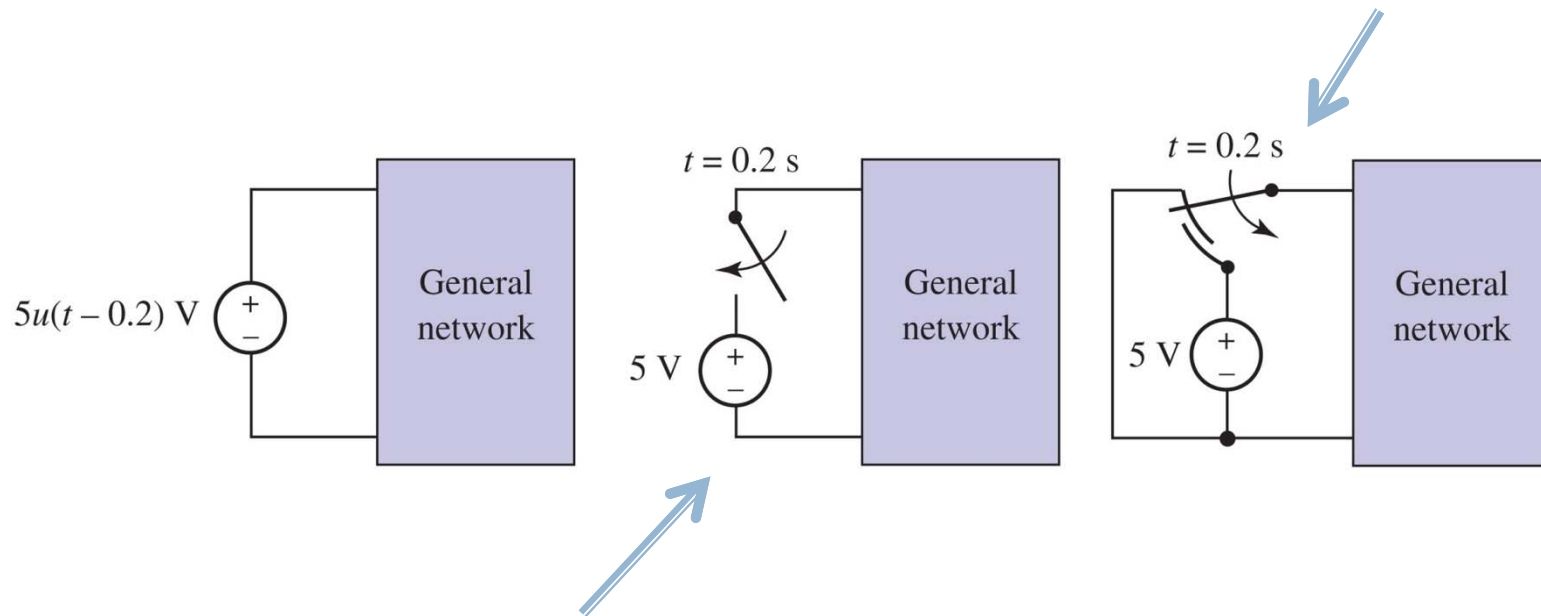 5u(t – 0.2) V
+
–
General
network
t = 0.2 s
5 V
+
–
General
network
t = 0.2 s
5 V
+
–
General
network